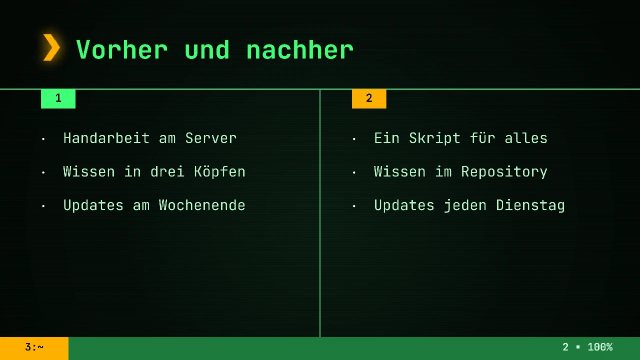 ❯ Vorher und nachher
1
· Handarbeit am Server
· Wissen in drei Köpfen
· Updates am Wochenende
2
· Ein Skript für alles
· Wissen im Repository
· Updates jeden Dienstag
3:~
2 ▪ 100%